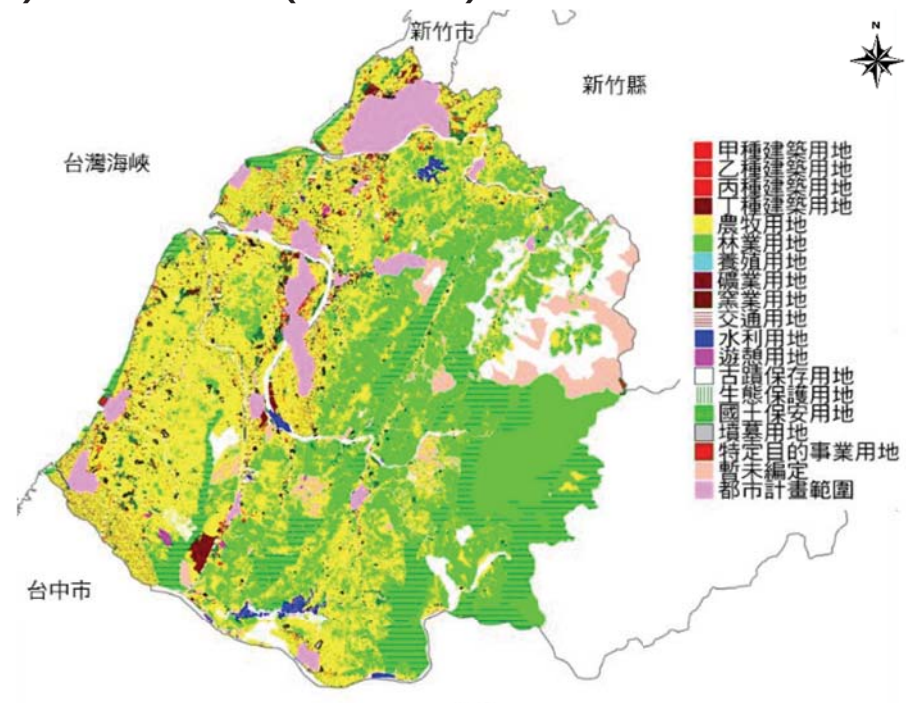 新竹市
N
新竹縣
台灣海峽
甲種建築用地
乙種建築用地
丙種建築用地
丁種建築用地
農牧用地
林業用地
養殖用地
礦業用地
窯業用地
交通用地
水利用地
遊憩用地
古蹟保存用地
生態保護用地
國土保安用地
墳墓用地
特定目的事業用地
暫未編定
都市計畫範圍
台中市